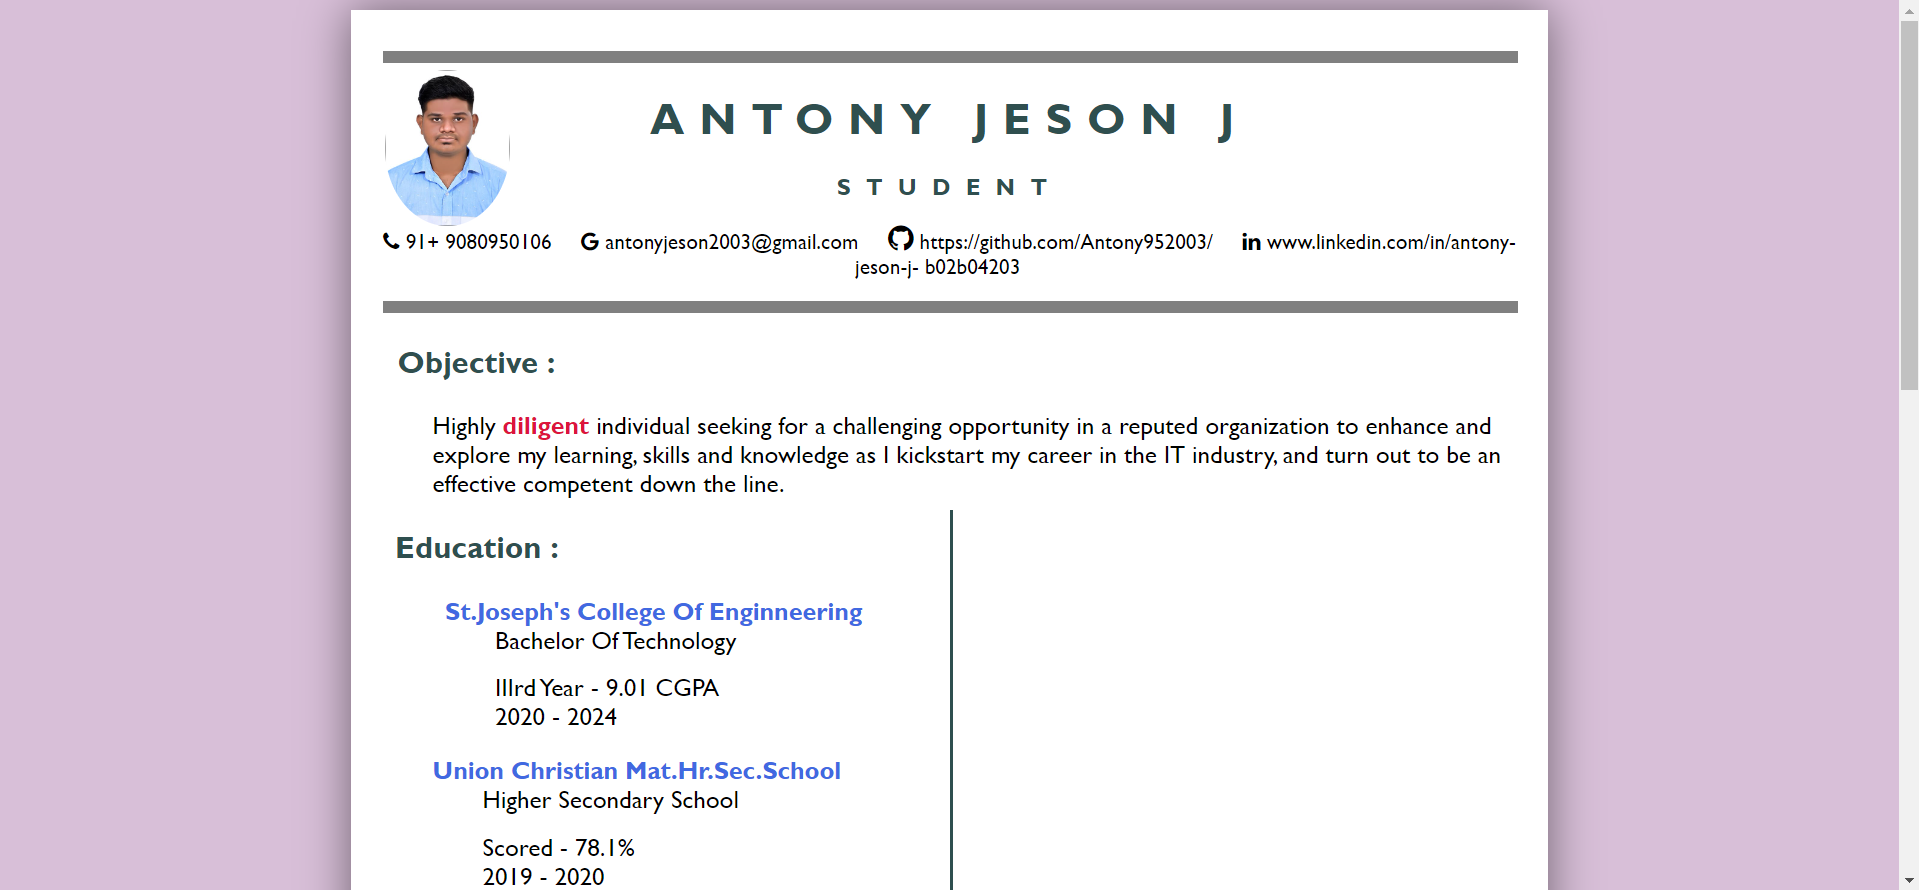 ANTONY JESON J
STUDENT
91+ 9080950106 antonyjeson2003@gmail.com https://github.com/Antony952003/ www.linkedin.com/in/antony-
jeson-j- b02b04203
Objective :
Highly diligent individual seeking for a challenging opportunity in a reputed organization to enhance and
explore my learning, skills and knowledge as I kickstart my career in the IT industry, and turn out to be an
effective competent down the line.
Education :
St.Joseph's College Of Enginneering
Bachelor Of Technology
IIIrd Year - 9.01 CGPA
2020 - 2024
Union Christian Mat.Hr.Sec.School
Higher Secondary School
Scored - 78.1%
2019 - 2020